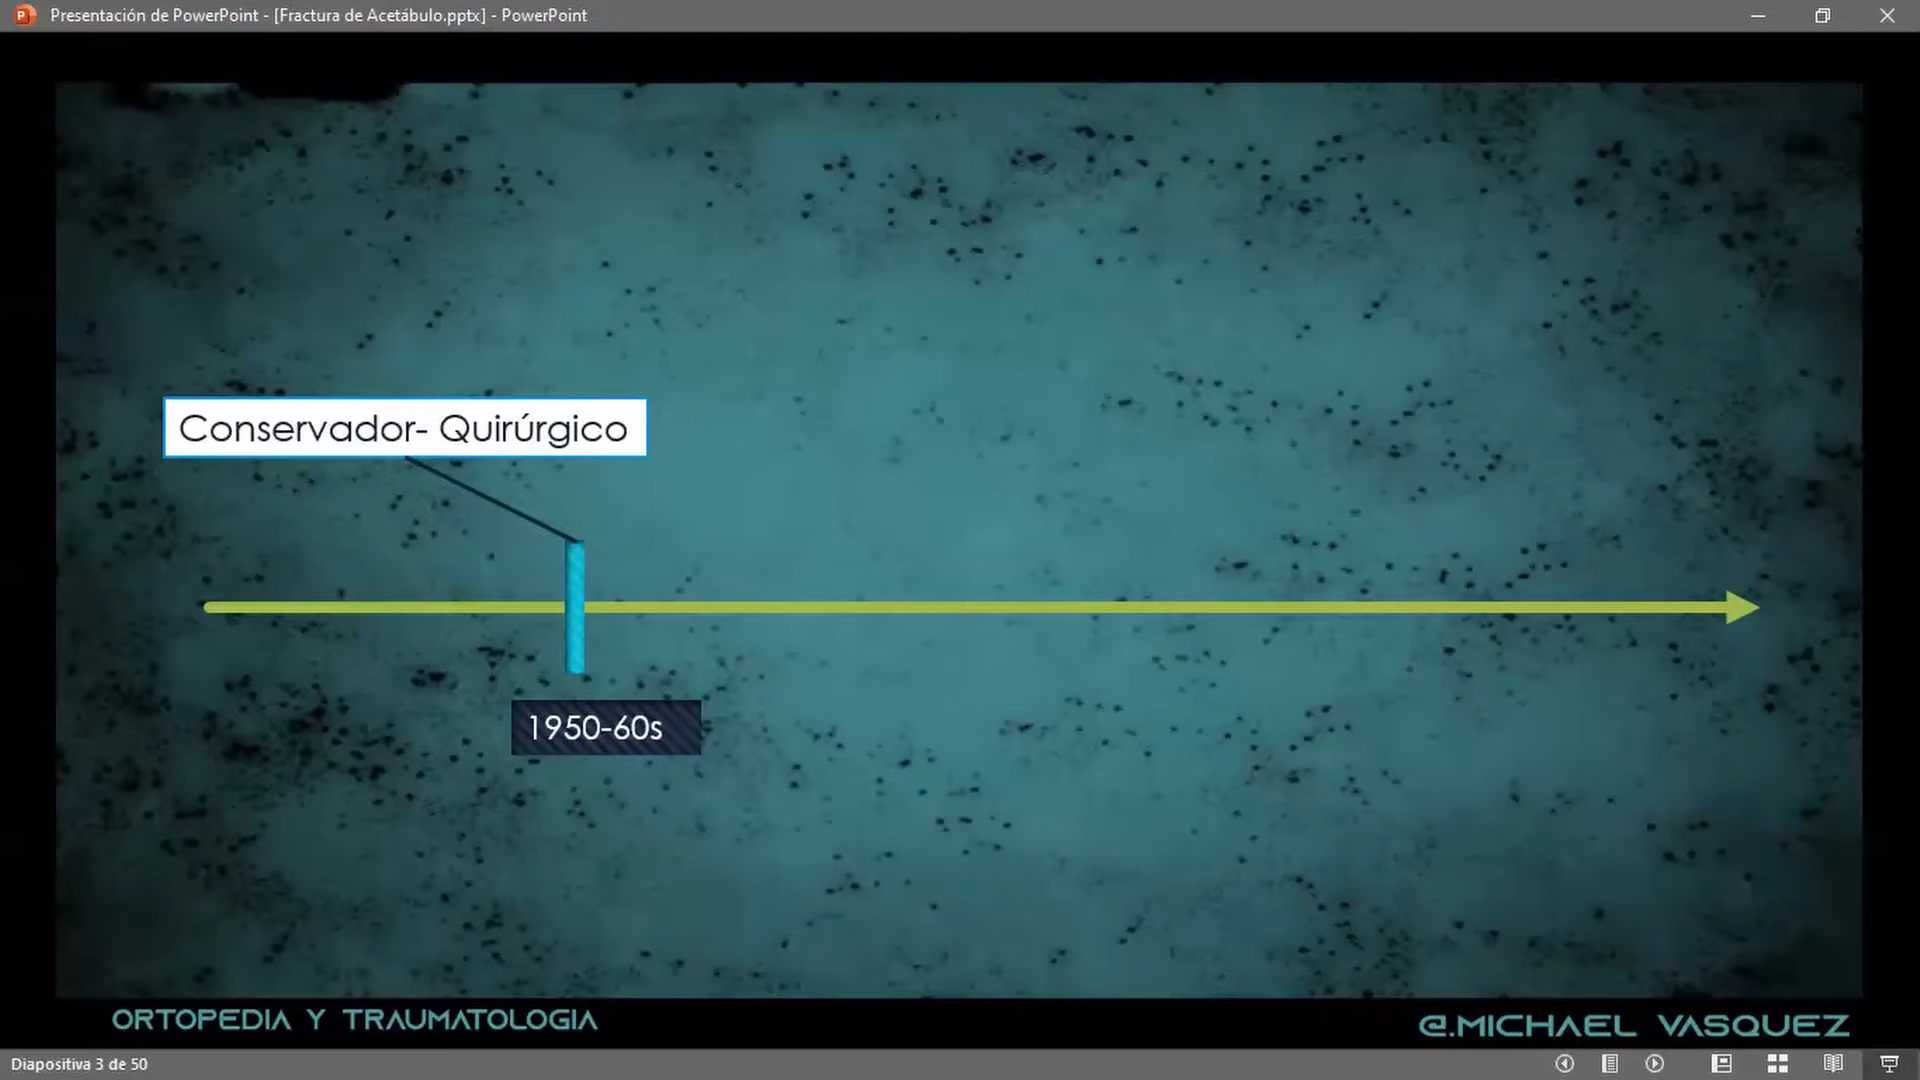 Presentación de PowerPoint - [Fractura de Acetábulo.pptx] - PowerPoint
Conservador- Quirúrgico
1950-60s
ORTOPEDIA Y TRAUMATOLOGIA
@.MICHAEL VASQUEZ
Diapositiva 3 de 50